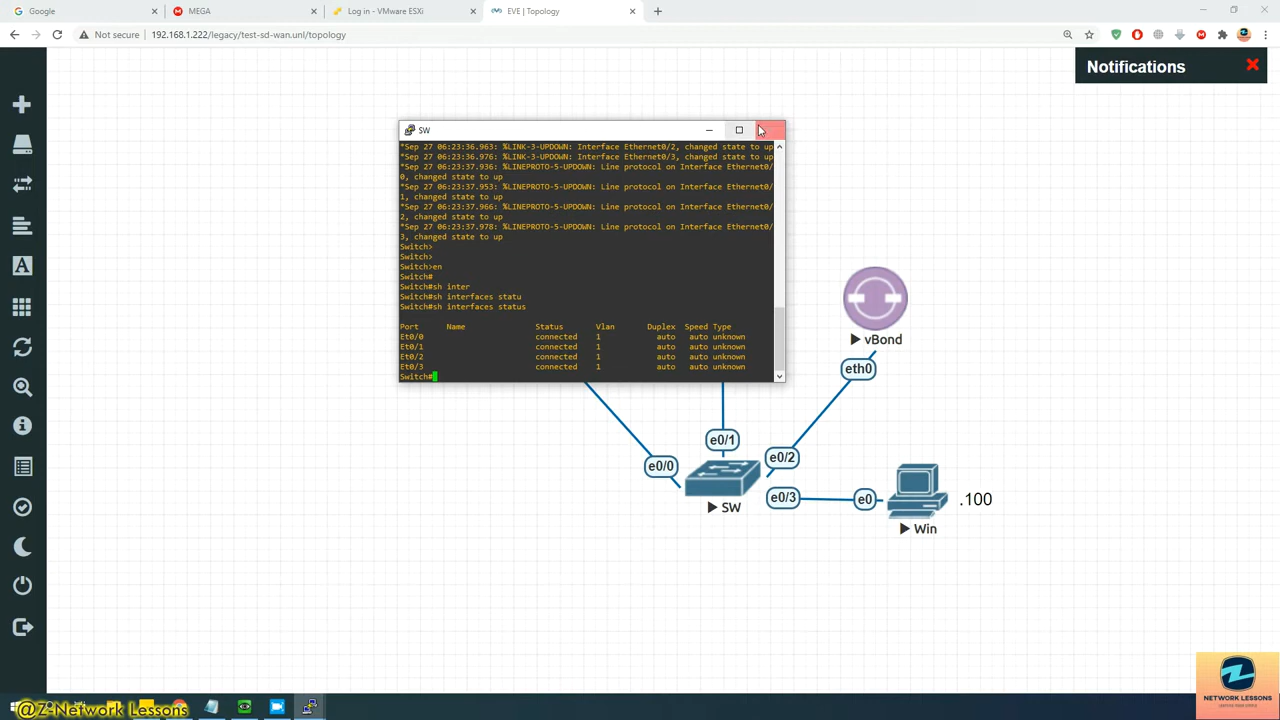 Google
MEGA
Log in - VMware ESXi
EVE | Topology
Not secure
192.168.1.222/legacy/test-sd-wan.unl/topology
Notifications
SW
*Sep 27 06:23:36.963: %LINK-3-UPDOWN: Interface Ethernet0/2, changed state to up
*Sep 27 06:23:36.976: %LINK-3-UPDOWN: Interface Ethernet0/3, changed state to up
*Sep 27 06:23:37.936: %LINEPROTO-5-UPDOWN: Line protocol on Interface Ethernet0/
0, changed state to up
*Sep 27 06:23:37.953: %LINEPROTO-5-UPDOWN: Line protocol on Interface Ethernet0/
1, changed state to up
*Sep 27 06:23:37.966: %LINEPROTO-5-UPDOWN: Line protocol on Interface Ethernet0/
2, changed state to up
*Sep 27 06:23:37.978: %LINEPROTO-5-UPDOWN: Line protocol on Interface Ethernet0/
3, changed state to up
Switch>
Switch>
Switch>en
Switch#
Switch#sh inter
Switch#sh interfaces statu
Switch#sh interfaces status
Port Name Status Vlan Duplex Speed Type
Et0/0 connected 1 auto auto unknown
Et0/1 connected 1 auto auto unknown
Et0/2 connected 1 auto auto unknown
Et0/3 connected 1 auto auto unknown
Switch#
vBond
eth0
e0/1
e0/2
e0/0
e0/3
e0
.100
SW
Win
@Z-Network Lessons
NETWORK LESSONS